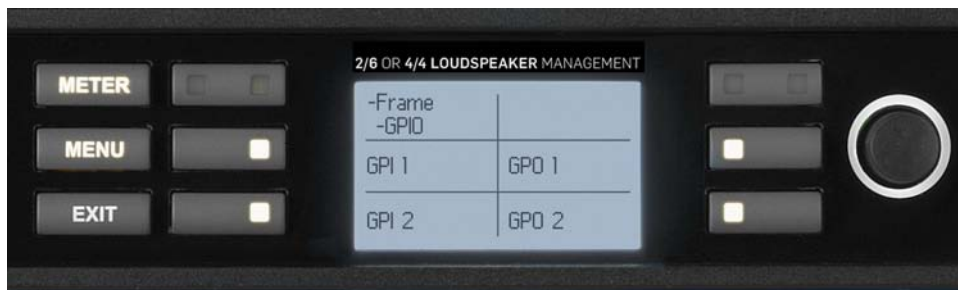 2/6 OR 4/4 LOUDSPEAKER MANAGEMENT
METER
MENU
EXIT
-Frame
-GPIO
GPI 1
GPO 1
GPI 2
GPO 2